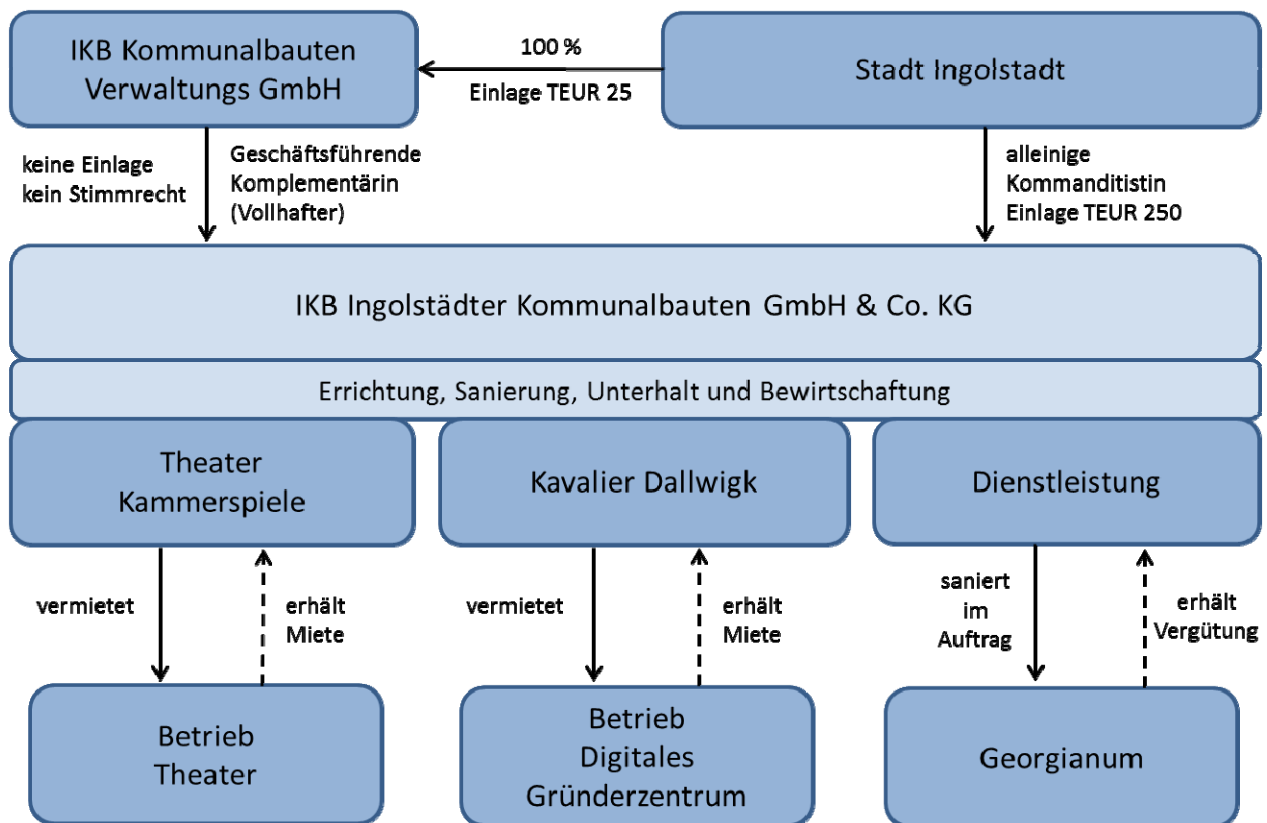 IKB Kommunalbauten
Verwaltungs GmbH
100 %
Einlage TEUR 25
Stadt Ingolstadt
keine Einlage
kein Stimmrecht
Geschäftsführende
Komplementärin
(Vollhafter)
alleinige
Kommanditistin
Einlage TEUR 250
IKB Ingolstädter Kommunalbauten GmbH & Co. KG
Errichtung, Sanierung, Unterhalt und Bewirtschaftung
Theater
Kammerspiele
Kavalier Dallwigk
Dienstleistung
vermietet
erhält
Miete
vermietet
erhält
Miete
saniert
im
Auftrag
erhält
Vergütung
Betrieb
Theater
Betrieb
Digitales
Gründerzentrum
Georgianum